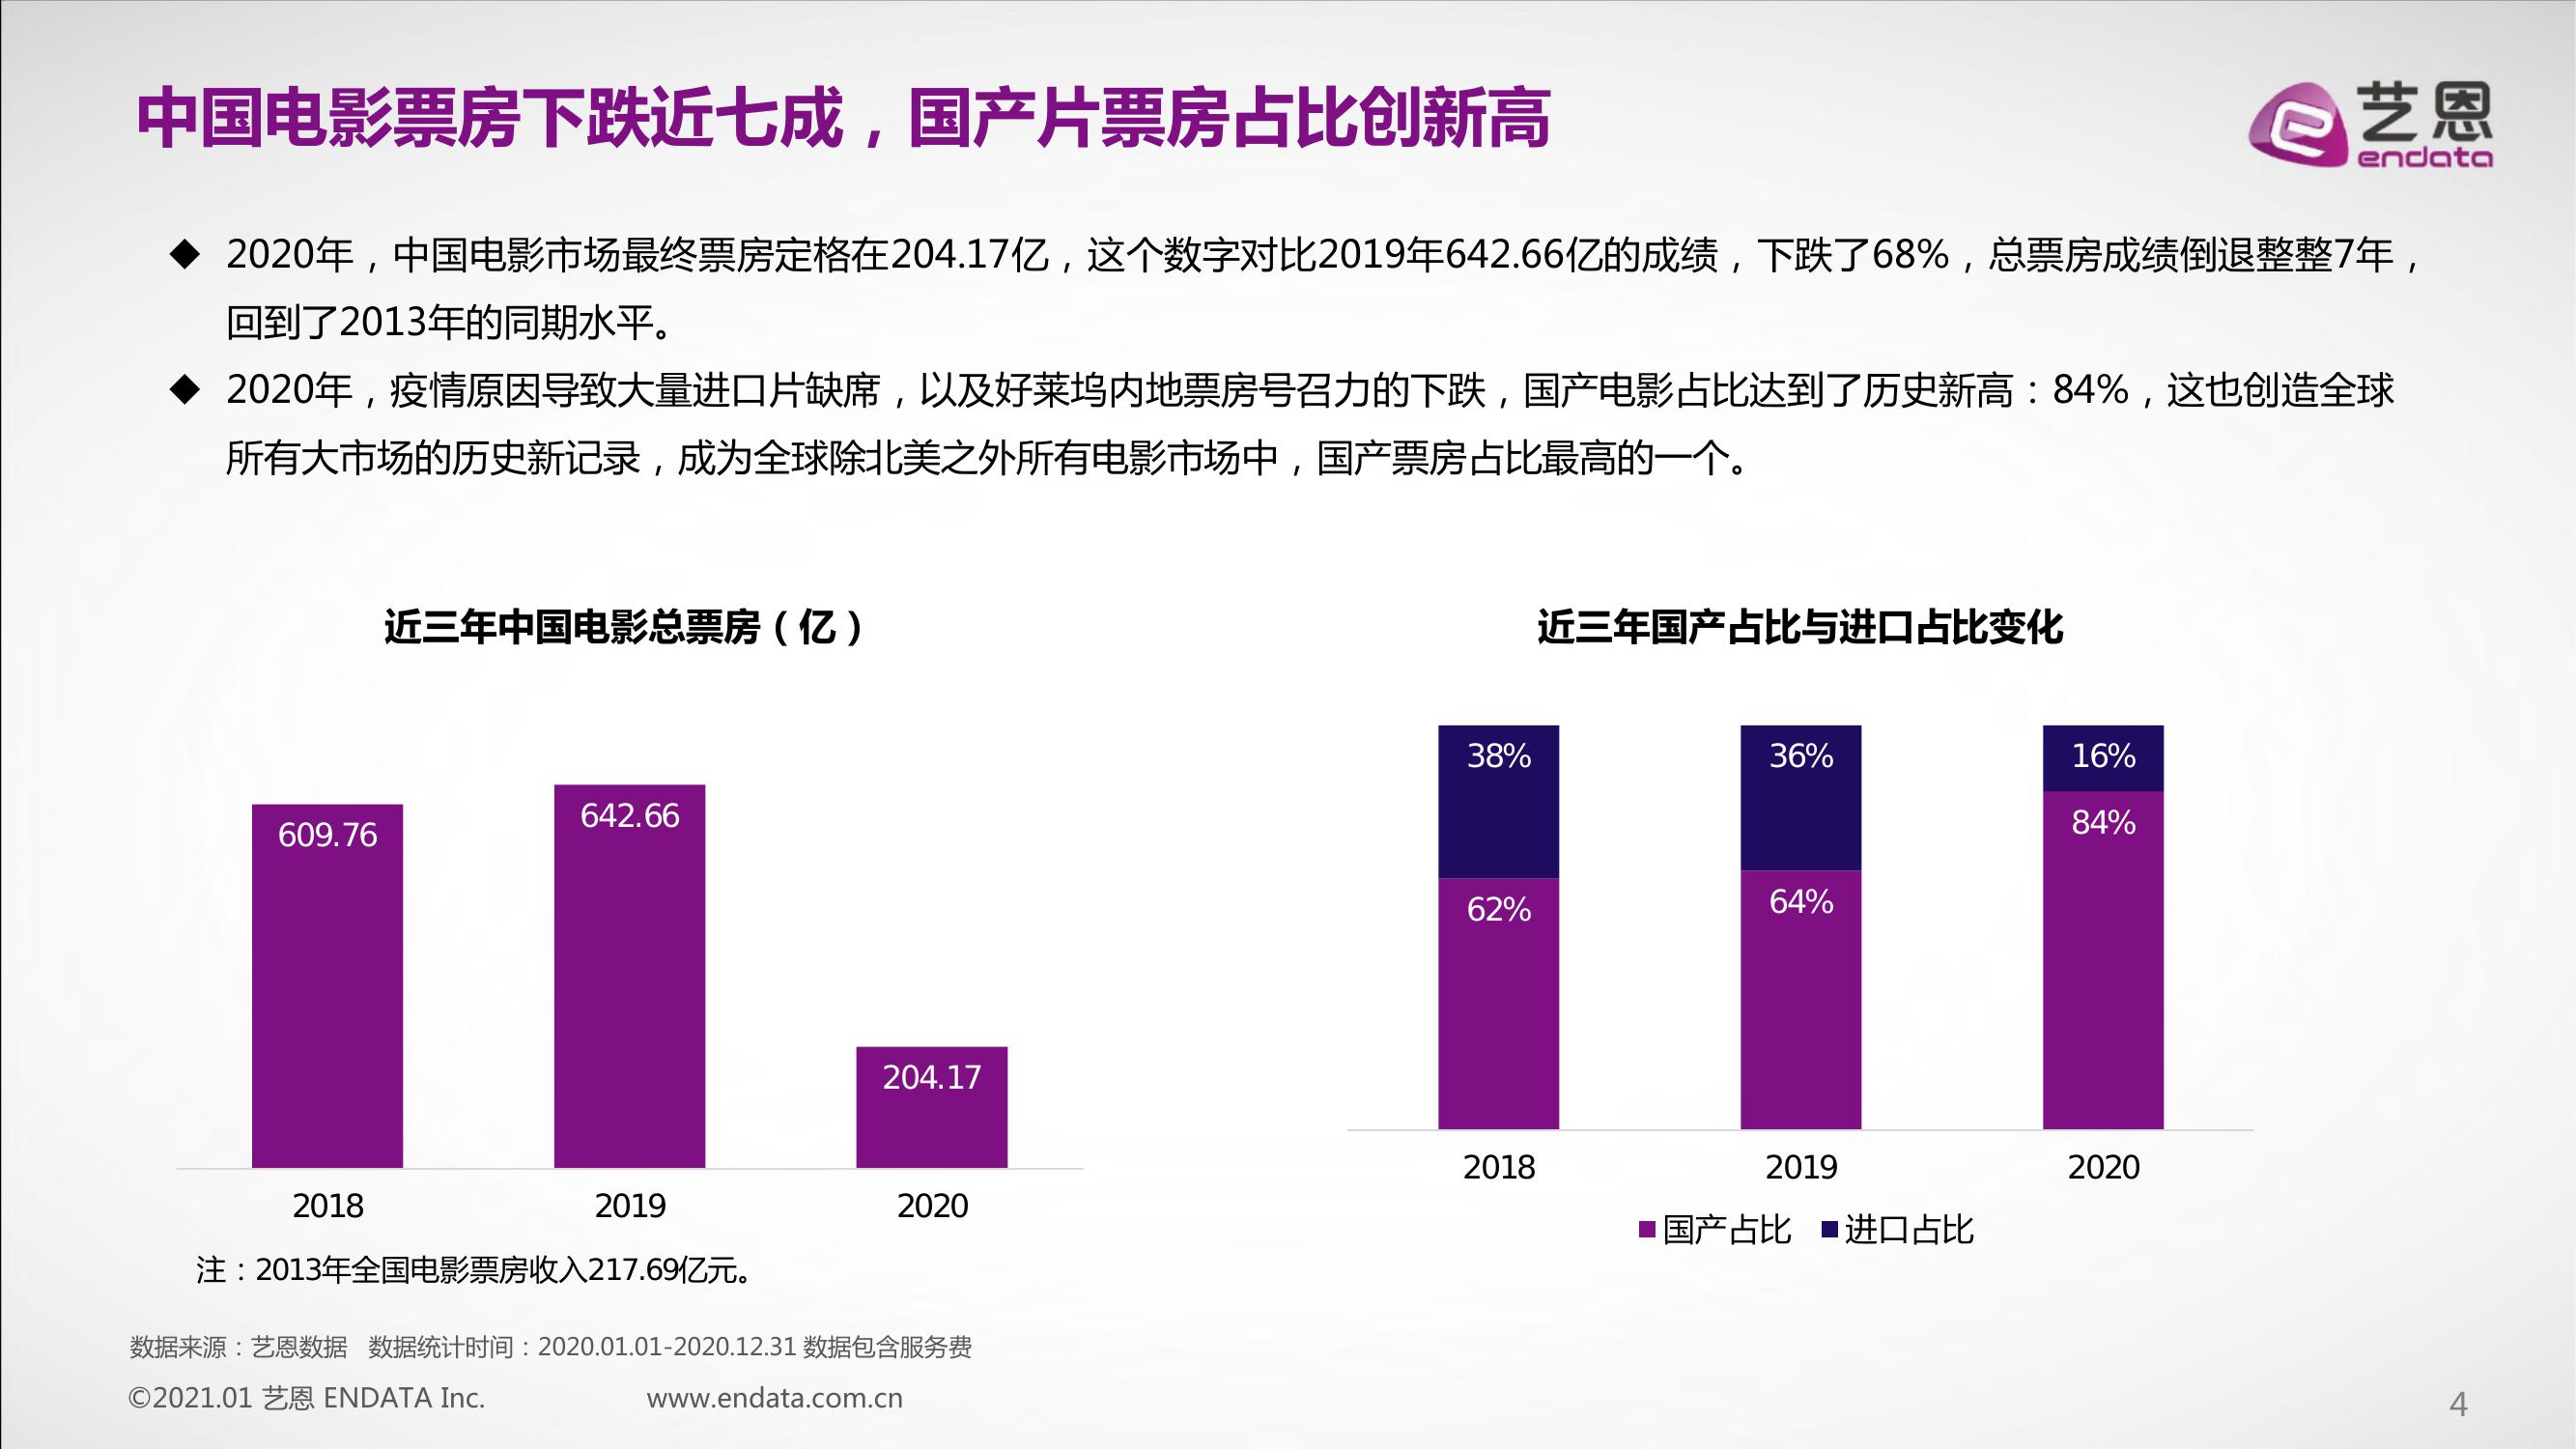 中国电影票房下跌近七成，国产片票房占比创新高
艺恩
endata
◆ 2020年，中国电影市场最终票房定格在204.17亿，这个数字对比2019年642.66亿的成绩，下跌了68%，总票房成绩倒退整整7年，
回到了2013年的同期水平。
◆ 2020年，疫情原因导致大量进口片缺席，以及好莱坞内地票房号召力的下跌，国产电影占比达到了历史新高：84%，这也创造全球
所有大市场的历史新记录，成为全球除北美之外所有电影市场中，国产票房占比最高的一个。
近三年中国电影总票房（亿）
609.76
642.66
204.17
2018
2019
2020
注：2013年全国电影票房收入217.69亿元。
近三年国产占比与进口占比变化
38%
36%
16%
62%
64%
84%
2018
2019
2020
国产占比 进口占比
数据来源：艺恩数据 数据统计时间：2020.01.01-2020.12.31 数据包含服务费
©2021.01 艺恩 ENDATA Inc. www.endata.com.cn
4